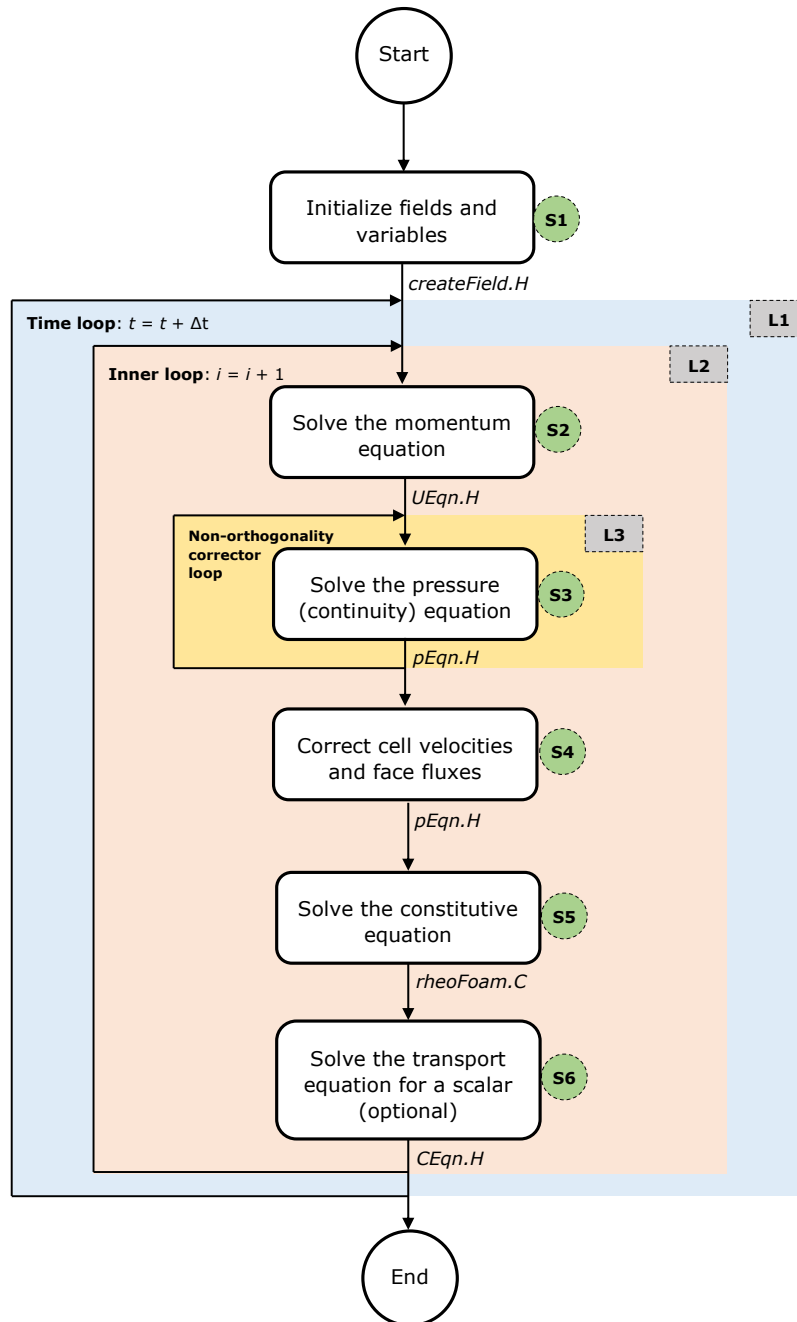 Start
Initialize fields and
variables
S1
createField.H
Time loop: t = t + Δt
L1
Inner loop: i = i + 1
L2
Solve the momentum
equation
S2
UEqn.H
Non-orthogonality
corrector
loop
L3
Solve the pressure
(continuity) equation
S3
pEqn.H
Correct cell velocities
and face fluxes
S4
pEqn.H
Solve the constitutive
equation
S5
rheoFoam.C
Solve the transport
equation for a scalar
(optional)
S6
CEqn.H
End